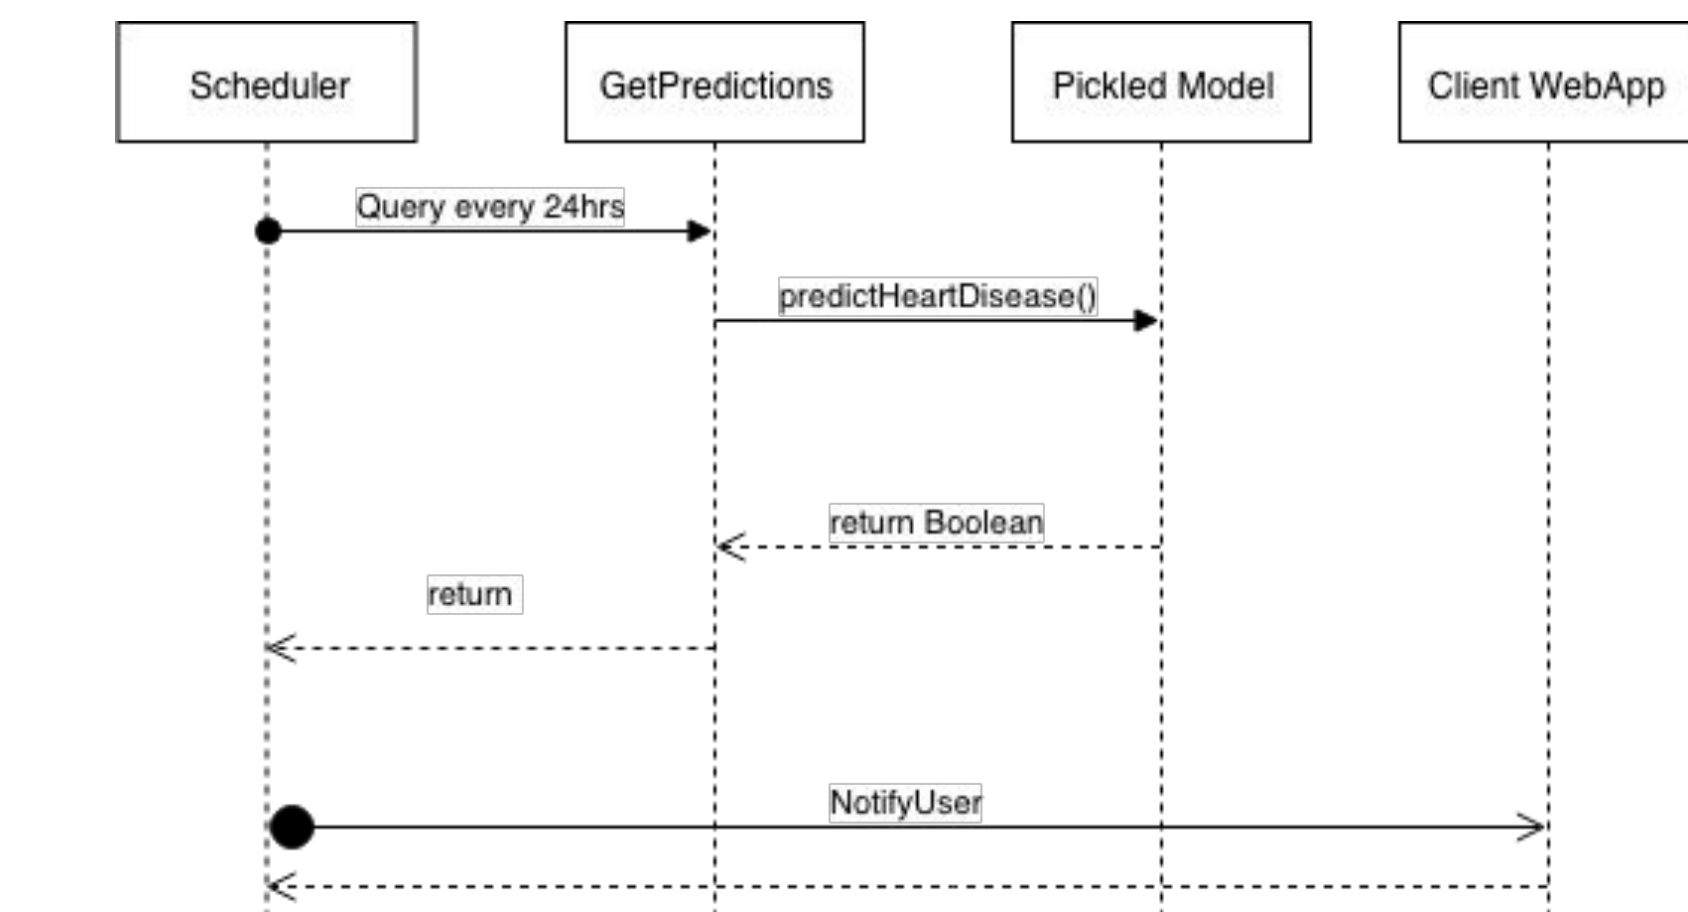 Scheduler
GetPredictions
Pickled Model
Client WebApp
Query every 24hrs
predictHeartDisease()
return Boolean
return
NotifyUser